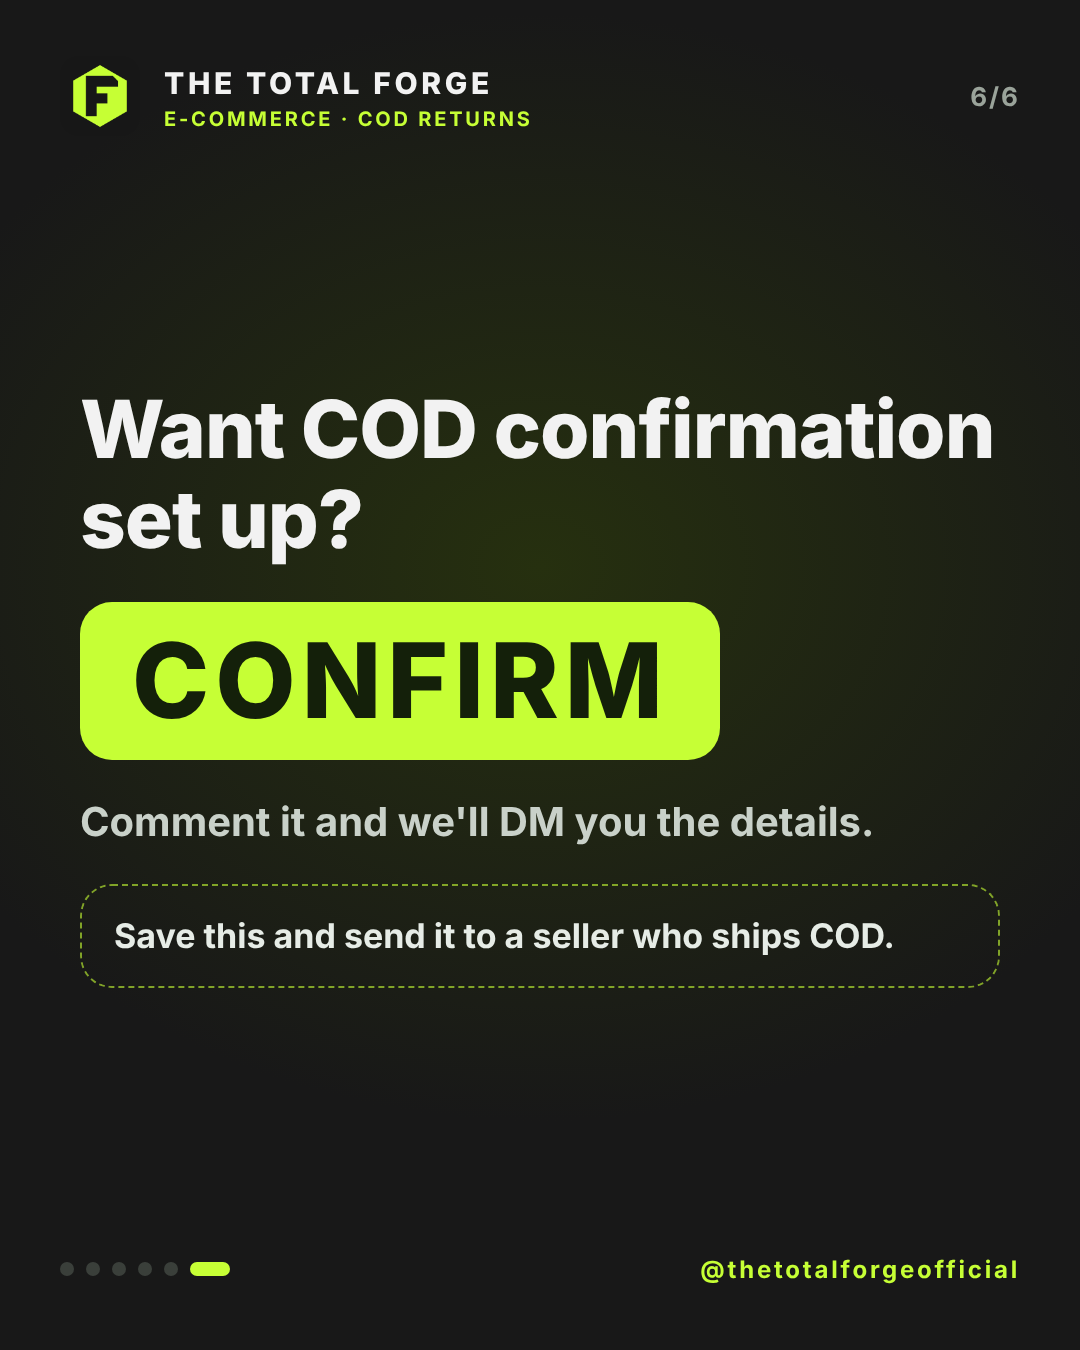 THE TOTAL FORGE
E-COMMERCE · COD RETURNS
6/6
Want COD confirmation
set up?
CONFIRM
Comment it and we'll DM you the details.
Save this and send it to a seller who ships COD.
@thetotalforgeofficial